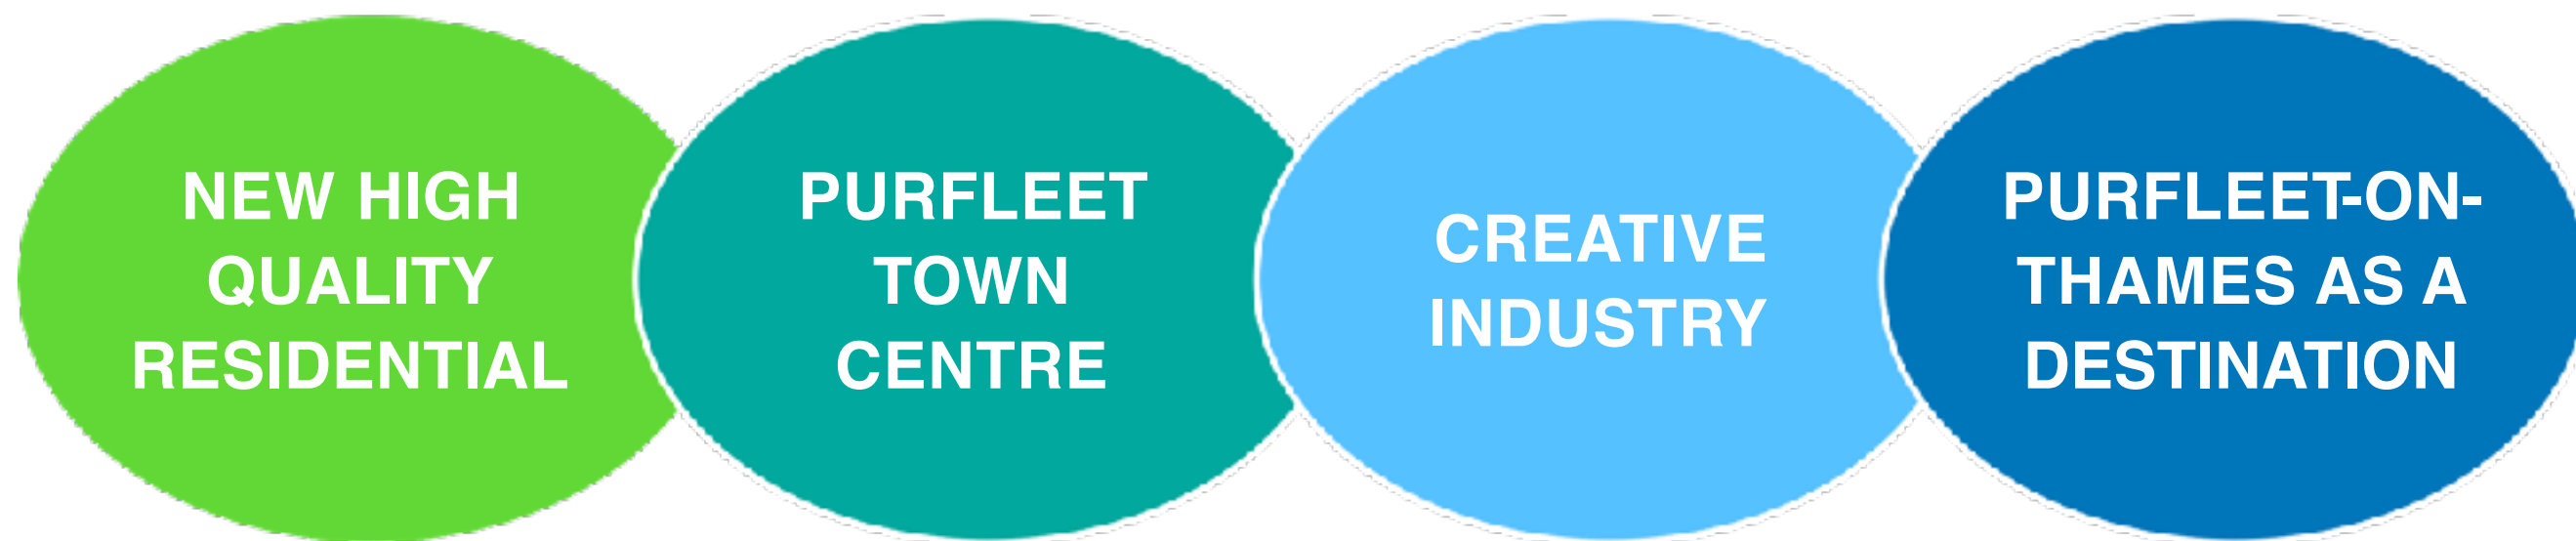 NEW HIGH
QUALITY
RESIDENTIAL
PURFLEET
TOWN
CENTRE
CREATIVE
INDUSTRY
PURFLEET-ON-
THAMES AS A
DESTINATION